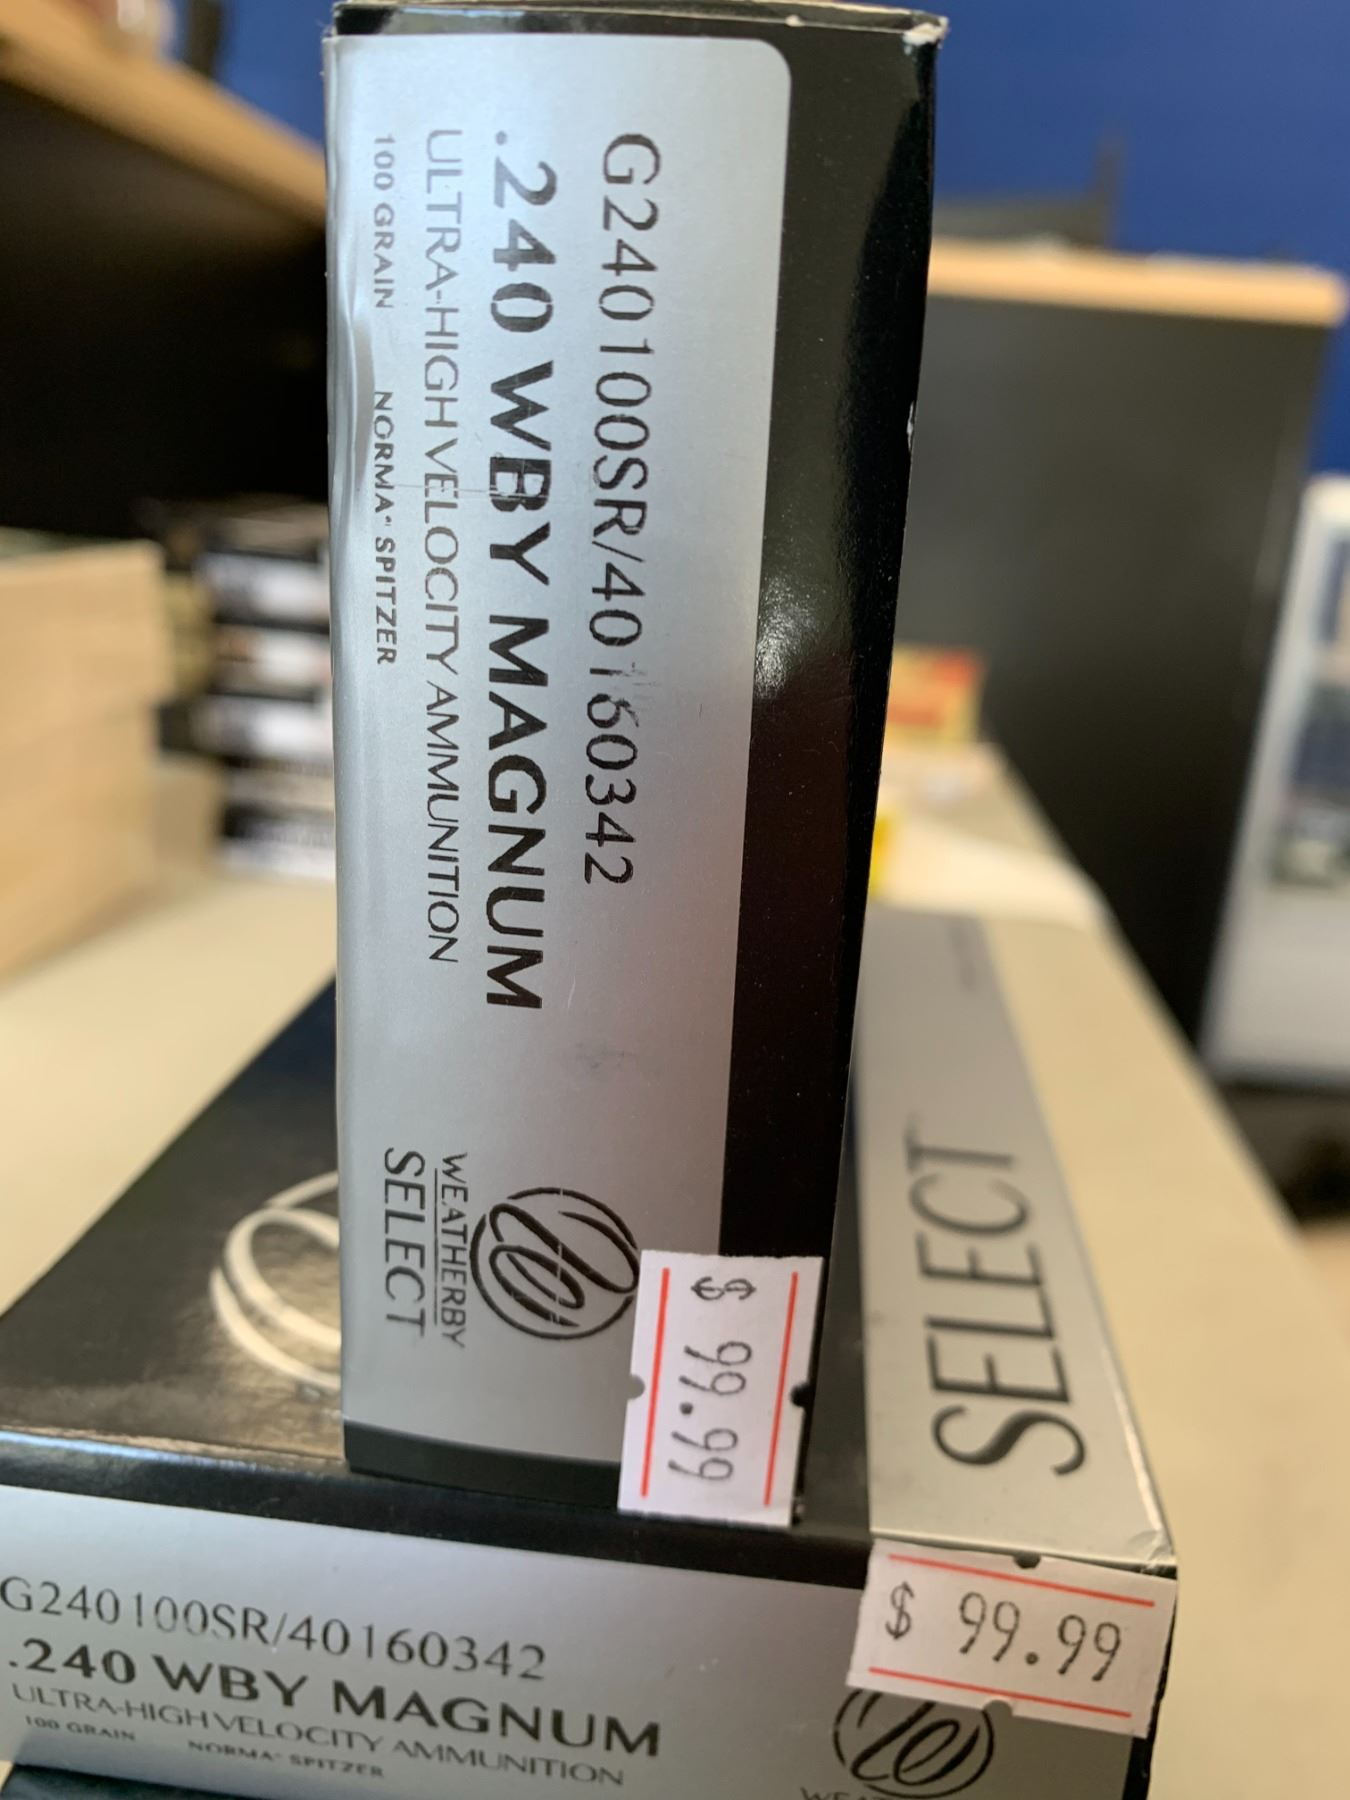 G240100SR/40160342
.240 WBY MAGNUM
ULTRA-HIGH VELOCITY AMMUNITION
100 GRAIN NORMA® SPITZER
WEATHERBY
SELECT
$ 99.99
SELECT
$ 99.99
G240100SR/40160342
.240 WBY MAGNUM
ULTRA-HIGH VELOCITY AMMUNITION
100 GRAIN NORMA® SPITZER